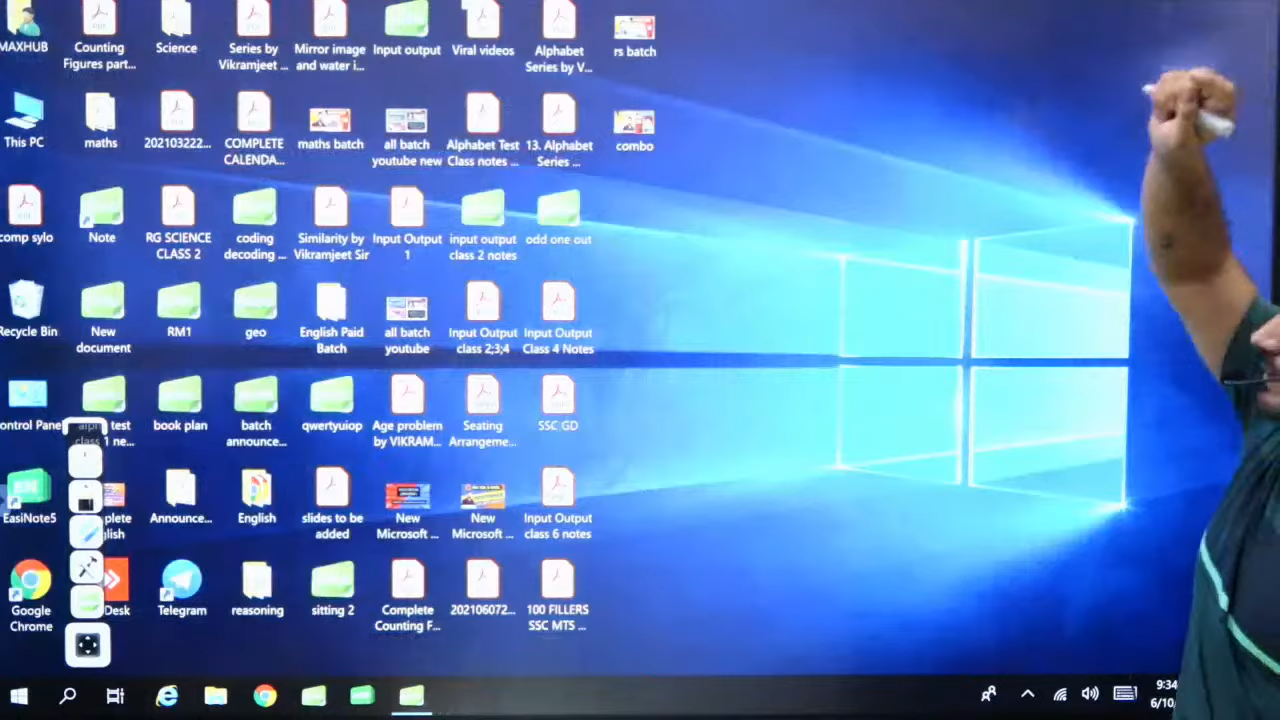 MAXHUB
Counting
Figures part...
Science
Series by
Vikramjeet ...
Mirror image
and water i...
Input output
Viral videos
Alphabet
Series by V...
rs batch
This PC
maths
202103222...
COMPLETE
CALENDA...
maths batch
all batch
youtube new
Alphabet Test
Class notes ...
13. Alphabet
Series ...
combo
comp sylo
Note
RG SCIENCE
CLASS 2
coding
decoding ...
Similarity by
Vikramjeet Sir
Input Output
1
input output
class 2 notes
odd one out
Recycle Bin
New
document
RM1
geo
English Paid
Batch
all batch
youtube
Input Output
class 2;3;4
Input Output
Class 4 Notes
ontrol Pane
test
class 1 ne...
book plan
batch
announce...
qwertyuiop
Age problem
by VIKRAM...
Seating
Arrangeme...
SSC GD
EasiNote5
plete
lish
Announce...
English
slides to be
added
New
Microsoft ...
New
Microsoft ...
Input Output
class 6 notes
Google
Chrome
Desk
Telegram
reasoning
sitting 2
Complete
Counting F...
202106072...
100 FILLERS
SSC MTS ...
9:34
6/10/